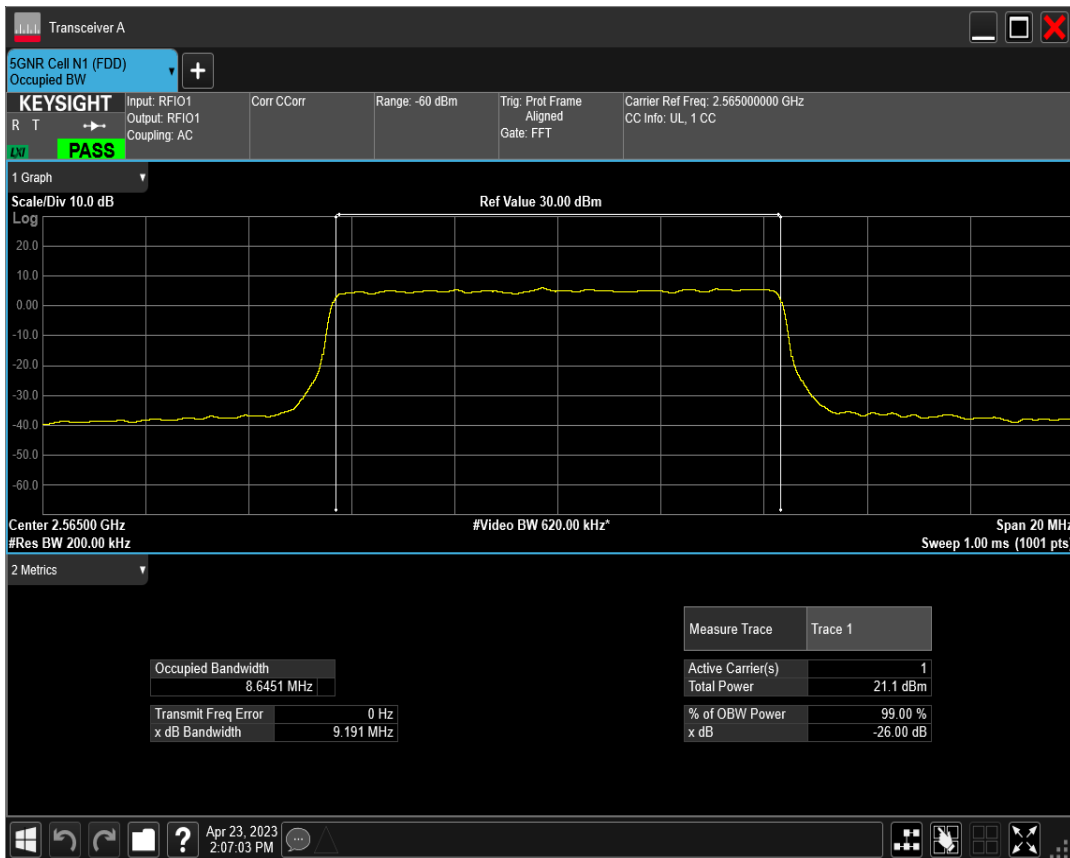 Transceiver A
5GNR Cell N1 (FDD)
Occupied BW
+
KEYSIGHT
R T
LXI
PASS
Input: RFIO1
Output: RFIO1
Coupling: AC
Corr CCorr
Range: -60 dBm
Trig: Prot Frame
Aligned
Gate: FFT
Carrier Ref Freq: 2.565000000 GHz
CC Info: UL, 1 CC
1 Graph
Scale/Div 10.0 dB
Ref Value 30.00 dBm
Log
20.0
10.0
0.00
-10.0
-20.0
-30.0
-40.0
-50.0
-60.0
Center 2.56500 GHz
#Video BW 620.00 kHz*
Span 20 MHz
#Res BW 200.00 kHz
Sweep 1.00 ms (1001 pts)
2 Metrics
Measure Trace Trace 1
Occupied Bandwidth
8.6451 MHz
Active Carrier(s) 1
Total Power 21.1 dBm
Transmit Freq Error 0 Hz
x dB Bandwidth 9.191 MHz
% of OBW Power 99.00 %
x dB -26.00 dB
?
Apr 23, 2023
2:07:03 PM